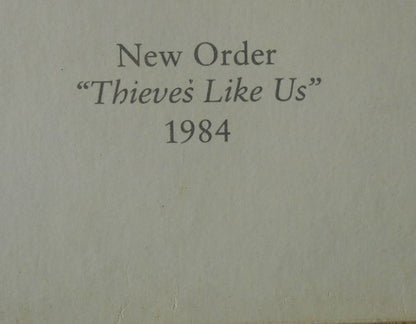 New Order
“Thieves Like Us”
1984